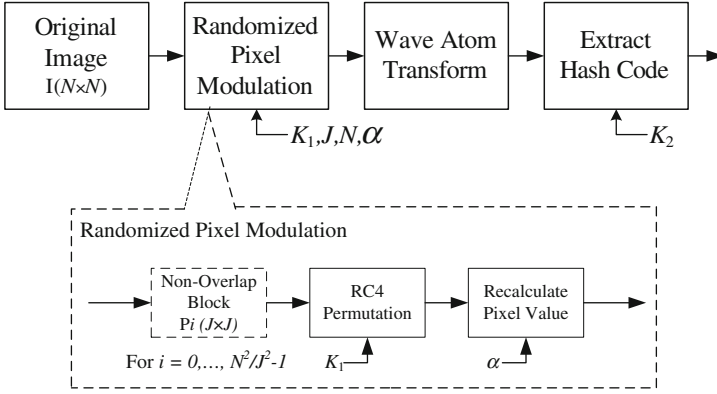 Original
Image
I(N×N)
Randomized
Pixel
Modulation
Wave Atom
Transform
Extract
Hash Code
K₁,J,N,α
K₂
Randomized Pixel Modulation
Non-Overlap
Block
Pi (J×J)
RC4
Permutation
Recalculate
Pixel Value
For i = 0,..., N²/J²-1
K₁
α